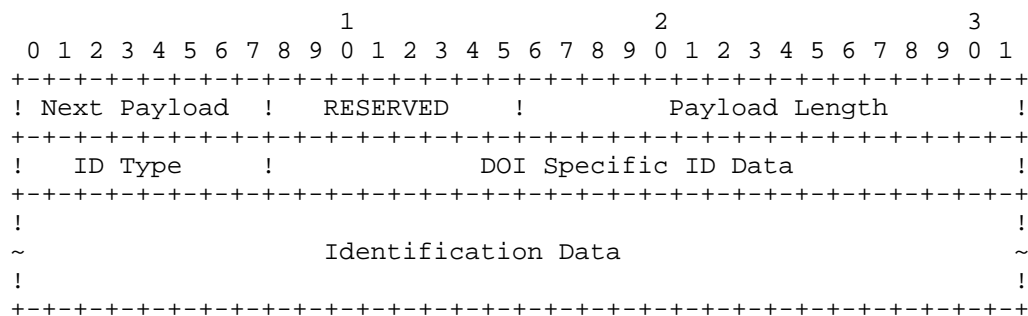 1                   2                   3
 0 1 2 3 4 5 6 7 8 9 0 1 2 3 4 5 6 7 8 9 0 1 2 3 4 5 6 7 8 9 0 1
+-+-+-+-+-+-+-+-+-+-+-+-+-+-+-+-+-+-+-+-+-+-+-+-+-+-+-+-+-+-+-+-+
! Next Payload  !   RESERVED    !         Payload Length        !
+-+-+-+-+-+-+-+-+-+-+-+-+-+-+-+-+-+-+-+-+-+-+-+-+-+-+-+-+-+-+-+-+
!   ID Type     !             DOI Specific ID Data              !
+-+-+-+-+-+-+-+-+-+-+-+-+-+-+-+-+-+-+-+-+-+-+-+-+-+-+-+-+-+-+-+-+
!                                                               !
~                   Identification Data                         ~
!                                                               !
+-+-+-+-+-+-+-+-+-+-+-+-+-+-+-+-+-+-+-+-+-+-+-+-+-+-+-+-+-+-+-+-+